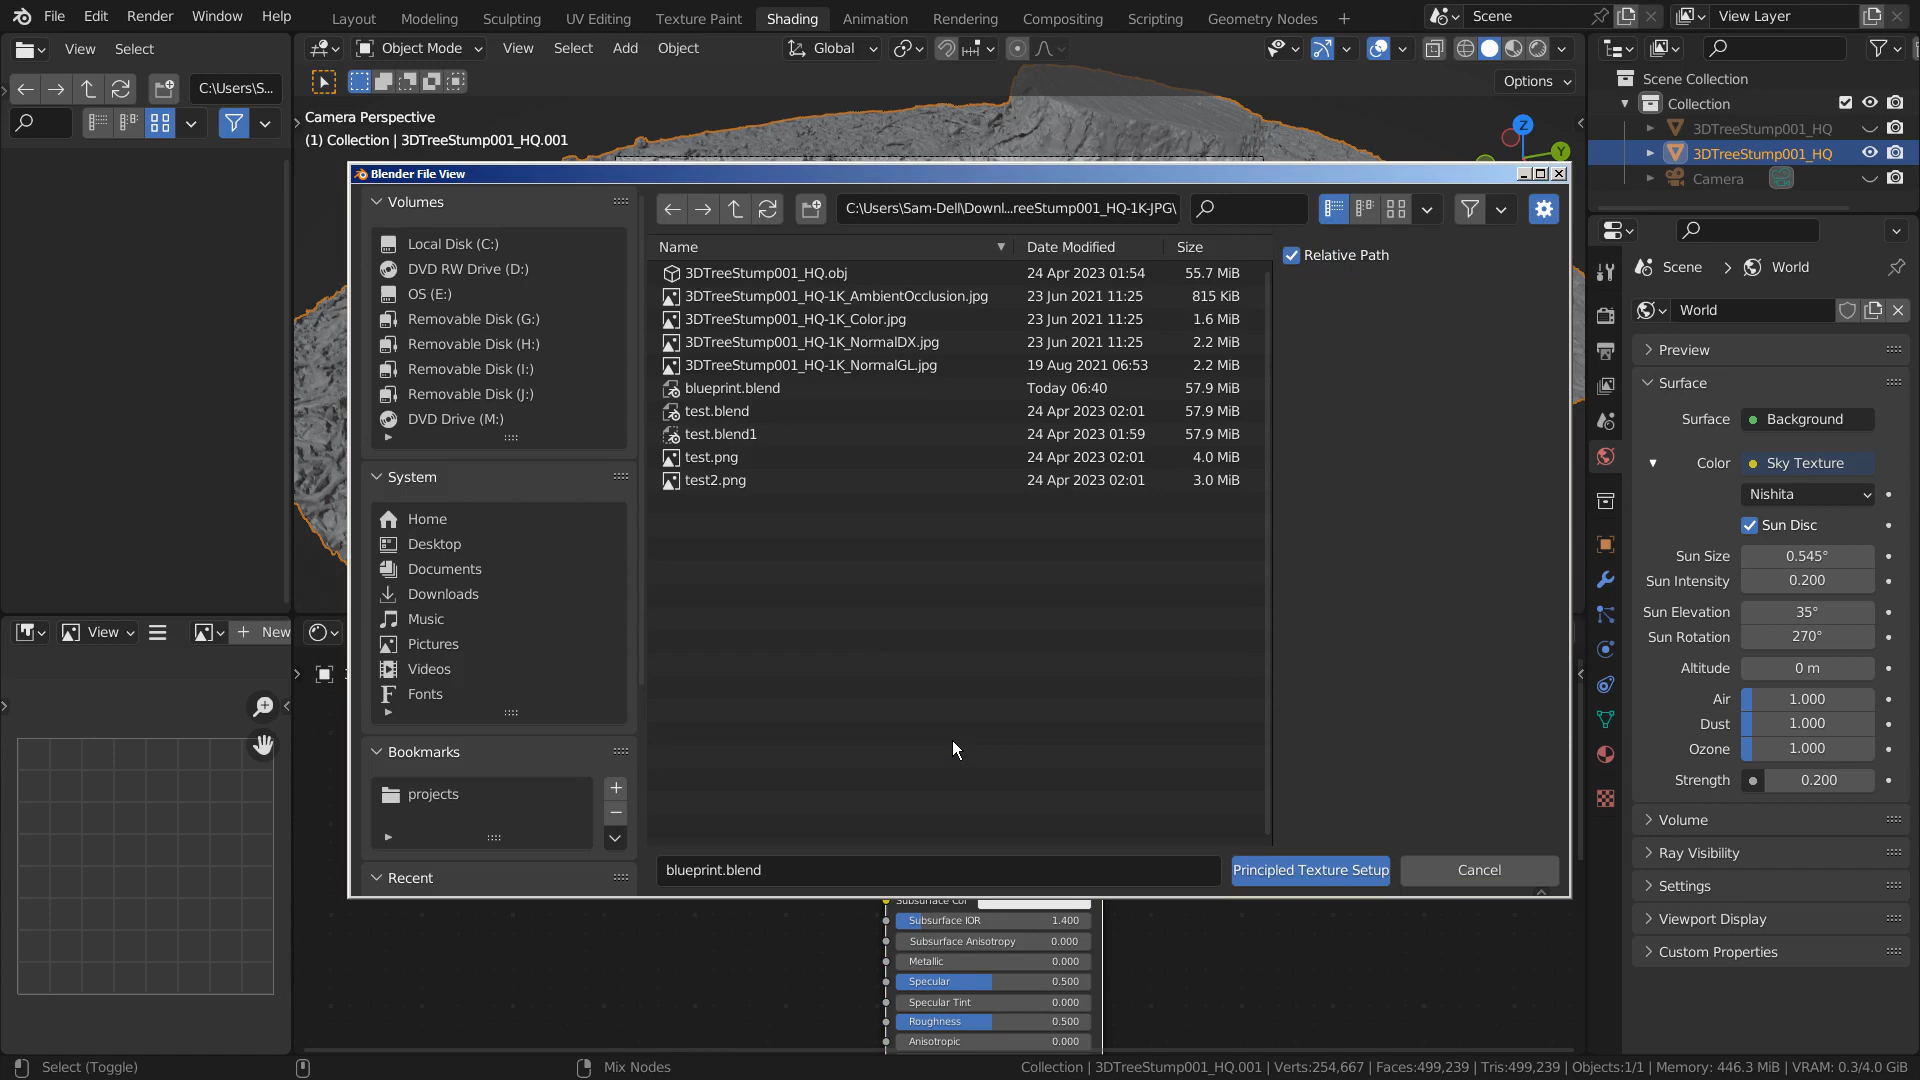 File Edit Render Window Help Layout Modeling Sculpting UV Editing Texture Paint Shading Animation Rendering Compositing Scripting Geometry Nodes + Scene View Layer
View Select Object Mode View Select Add Object Global
C:\Users\S... Options
Scene Collection
Collection
3DTreeStump001_HQ
3DTreeStump001_HQ
Camera
Camera Perspective
(1) Collection | 3DTreeStump001_HQ.001
Z
Y
Blender File View
Volumes
Local Disk (C:)
DVD RW Drive (D:)
OS (E:)
Removable Disk (G:)
Removable Disk (H:)
Removable Disk (I:)
Removable Disk (J:)
DVD Drive (M:)
System
Home
Desktop
Documents
Downloads
Music
Pictures
Videos
Fonts
Bookmarks
projects
Recent
C:\Users\Sam-Dell\Downl...reeStump001_HQ-1K-JPG\
Name Date Modified Size
3DTreeStump001_HQ.obj 24 Apr 2023 01:54 55.7 MiB
3DTreeStump001_HQ-1K_AmbientOcclusion.jpg 23 Jun 2021 11:25 815 KiB
3DTreeStump001_HQ-1K_Color.jpg 23 Jun 2021 11:25 1.6 MiB
3DTreeStump001_HQ-1K_NormalDX.jpg 23 Jun 2021 11:25 2.2 MiB
3DTreeStump001_HQ-1K_NormalGL.jpg 19 Aug 2021 06:53 2.2 MiB
blueprint.blend Today 06:40 57.9 MiB
test.blend 24 Apr 2023 02:01 57.9 MiB
test.blend1 24 Apr 2023 01:59 57.9 MiB
test.png 24 Apr 2023 02:01 4.0 MiB
test2.png 24 Apr 2023 02:01 3.0 MiB
Relative Path
blueprint.blend Principled Texture Setup Cancel
Scene > World
World
Preview
Surface
Surface Background
Color Sky Texture
Nishita
Sun Disc
Sun Size 0.545°
Sun Intensity 0.200
Sun Elevation 35°
Sun Rotation 270°
Altitude 0 m
Air 1.000
Dust 1.000
Ozone 1.000
Strength 0.200
Volume
Ray Visibility
Settings
Viewport Display
Custom Properties
View + New
Subsurface Col
Subsurface IOR 1.400
Subsurface Anisotropy 0.000
Metallic 0.000
Specular 0.500
Specular Tint 0.000
Roughness 0.500
Anisotropic 0.000
Select (Toggle) Mix Nodes Collection | 3DTreeStump001_HQ.001 | Verts:254,667 | Faces:499,239 | Tris:499,239 | Objects:1/1 | Memory: 446.3 MiB | VRAM: 0.3/4.0 GiB